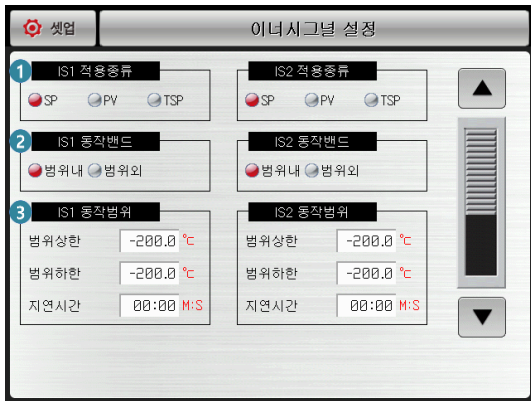 셋업 이너시그널 설정
1 IS1 적용종류 IS2 적용종류
SP PV TSP SP PV TSP
2 IS1 동작밴드 IS2 동작밴드
범위내 범위외 범위내 범위외
3 IS1 동작범위 IS2 동작범위
범위상한 -200.0 ℃ 범위상한 -200.0 ℃
범위하한 -200.0 ℃ 범위하한 -200.0 ℃
지연시간 00:00 M:S 지연시간 00:00 M:S